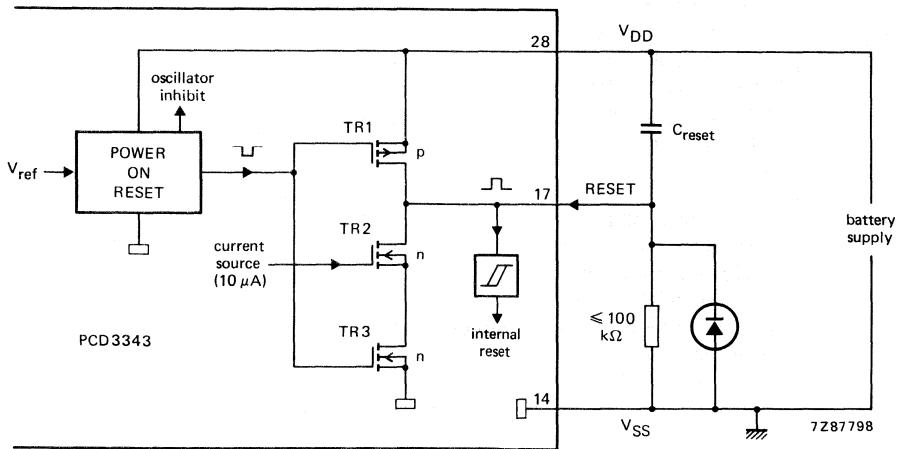 28
V_DD
oscillator
inhibit
TR1
p
C_reset
V_ref
POWER
ON
RESET
17
RESET
battery
supply
TR2
n
current
source
(10 μA)
internal
reset
TR3
n
≤ 100
kΩ
PCD3343
14
V_SS
7Z87798